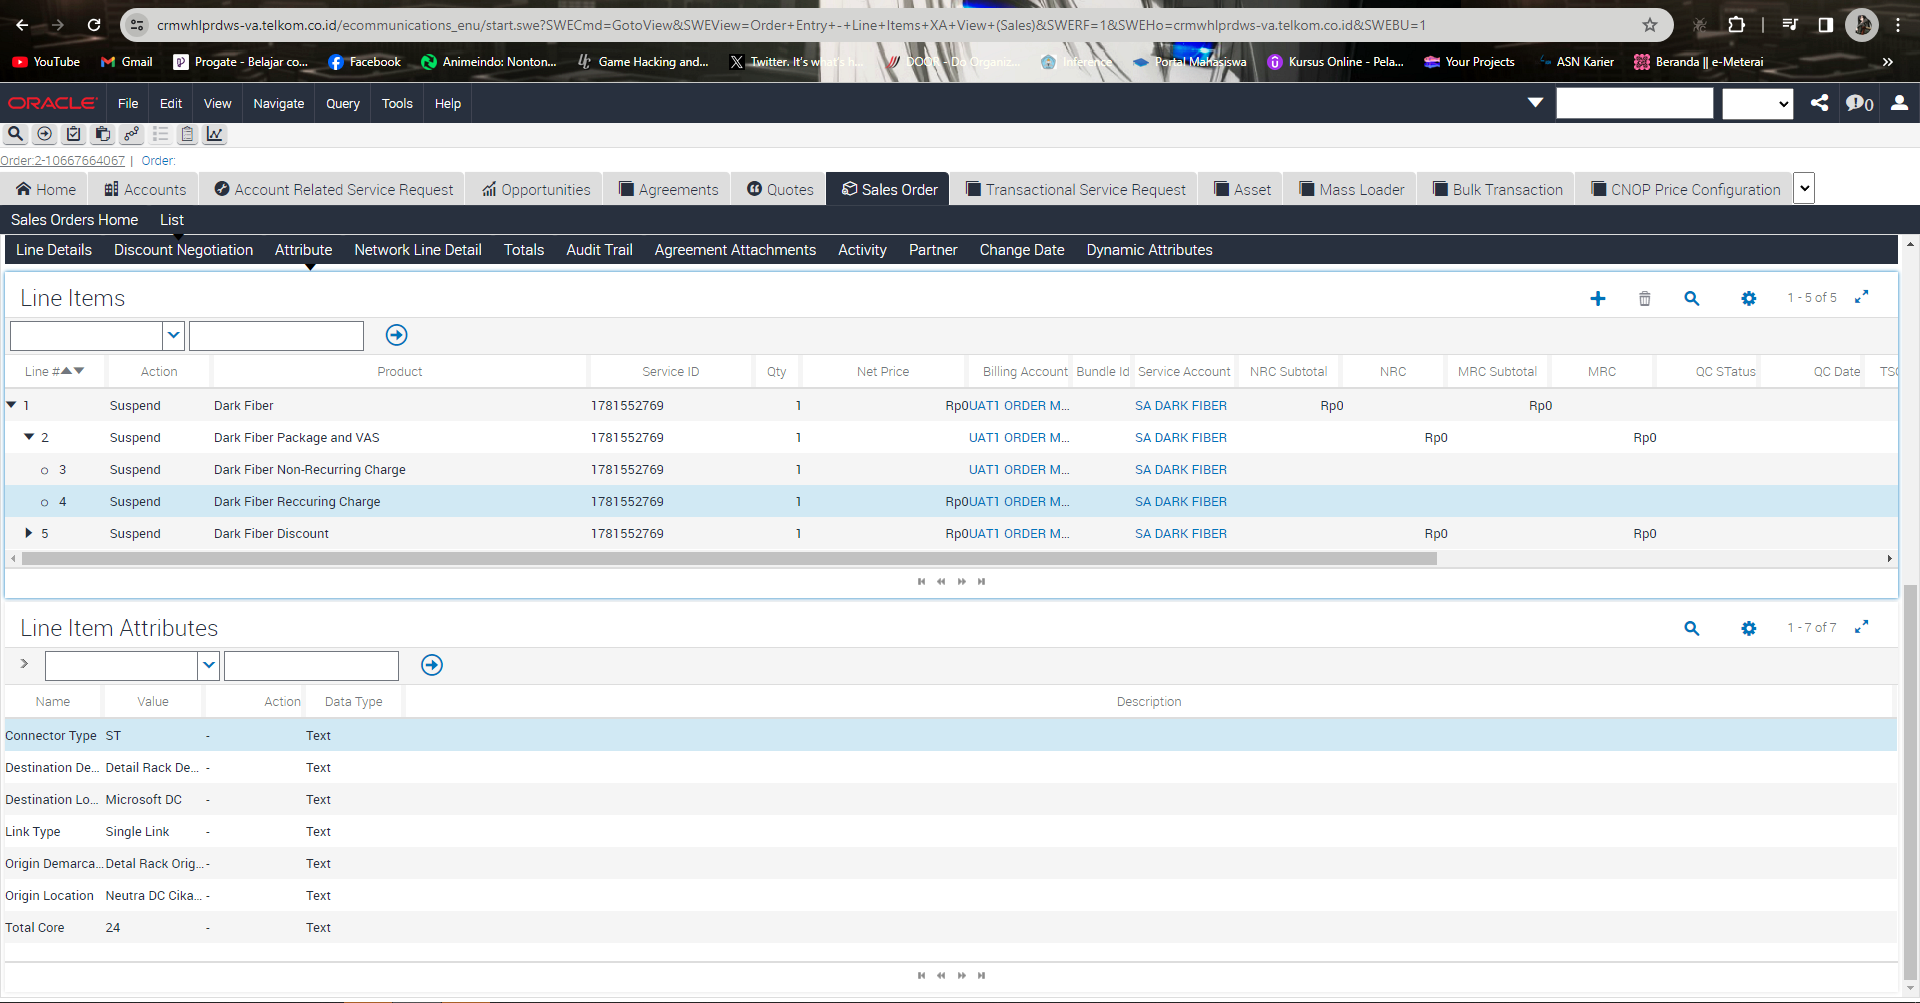 crmwhlprdws-va.telkom.co.id/ecommunications_enu/start.swe?SWECmd=GotoView&SWEView=Order+Entry+-+Line+Items+XA+View+(Sales)&SWERF=1&SWEHo=crmwhlprdws-va.telkom.co.id&SWEBU=1
YouTube Gmail Progate - Belajar co... Facebook Animeindo: Nonton... Game Hacking and... Twitter. It's what's h... DOOR - Do Organiz... Inference Portal Mahasiswa Kursus Online - Pela... Your Projects ASN Karier Beranda || e-Meterai
ORACLE File Edit View Navigate Query Tools Help 0
Order:2-10667664067 | Order:
Home Accounts Account Related Service Request Opportunities Agreements Quotes Sales Order Transactional Service Request Asset Mass Loader Bulk Transaction CNOP Price Configuration
Sales Orders Home List
Line Details Discount Negotiation Attribute Network Line Detail Totals Audit Trail Agreement Attachments Activity Partner Change Date Dynamic Attributes
Line Items 1 - 5 of 5
Line # Action Product Service ID Qty Net Price Billing Account Bundle Id Service Account NRC Subtotal NRC MRC Subtotal MRC QC STatus QC Date
1 Suspend Dark Fiber 1781552769 1 Rp0 UAT1 ORDER M... SA DARK FIBER Rp0 Rp0
2 Suspend Dark Fiber Package and VAS 1781552769 1 UAT1 ORDER M... SA DARK FIBER Rp0 Rp0
3 Suspend Dark Fiber Non-Recurring Charge 1781552769 1 UAT1 ORDER M... SA DARK FIBER
4 Suspend Dark Fiber Reccuring Charge 1781552769 1 Rp0 UAT1 ORDER M... SA DARK FIBER
5 Suspend Dark Fiber Discount 1781552769 1 Rp0 UAT1 ORDER M... SA DARK FIBER Rp0 Rp0
Line Item Attributes 1 - 7 of 7
Name Value Action Data Type Description
Connector Type ST - Text
Destination De... Detail Rack De... - Text
Destination Lo... Microsoft DC - Text
Link Type Single Link - Text
Origin Demarca... Detal Rack Orig... - Text
Origin Location Neutra DC Cika... - Text
Total Core 24 - Text